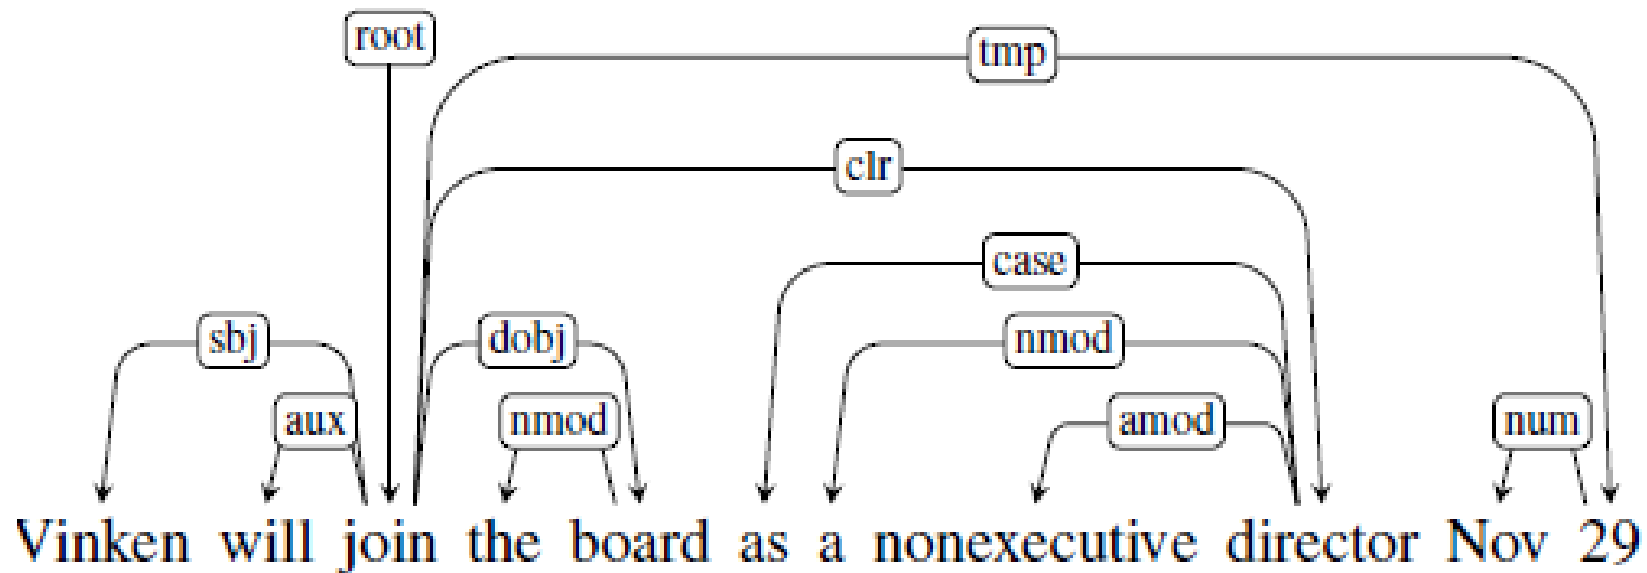 root
tmp
clr
case
sbj dobj nmod
aux nmod amod num
Vinken will join the board as a nonexecutive director Nov 29